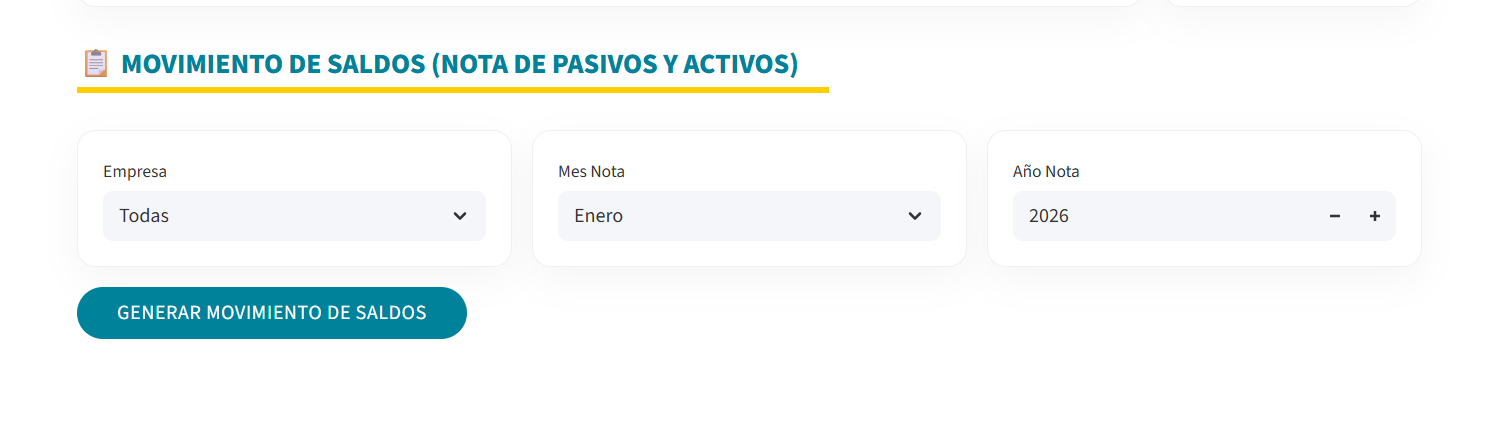 MOVIMIENTO DE SALDOS (NOTA DE PASIVOS Y ACTIVOS)
Empresa
Todas
Mes Nota
Enero
Año Nota
2026
GENERAR MOVIMIENTO DE SALDOS